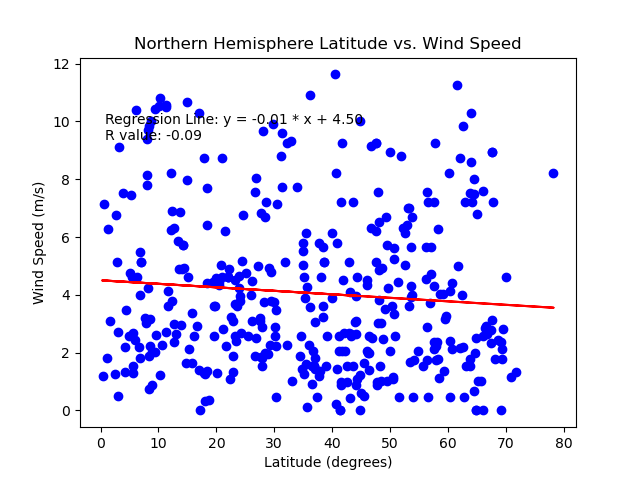 Northern Hemisphere Latitude vs. Wind Speed
12
10
8
6
4
2
0
Wind Speed (m/s)
Regression Line: y = -0.01 * x + 4.50
R value: -0.09
0 10 20 30 40 50 60 70 80
Latitude (degrees)